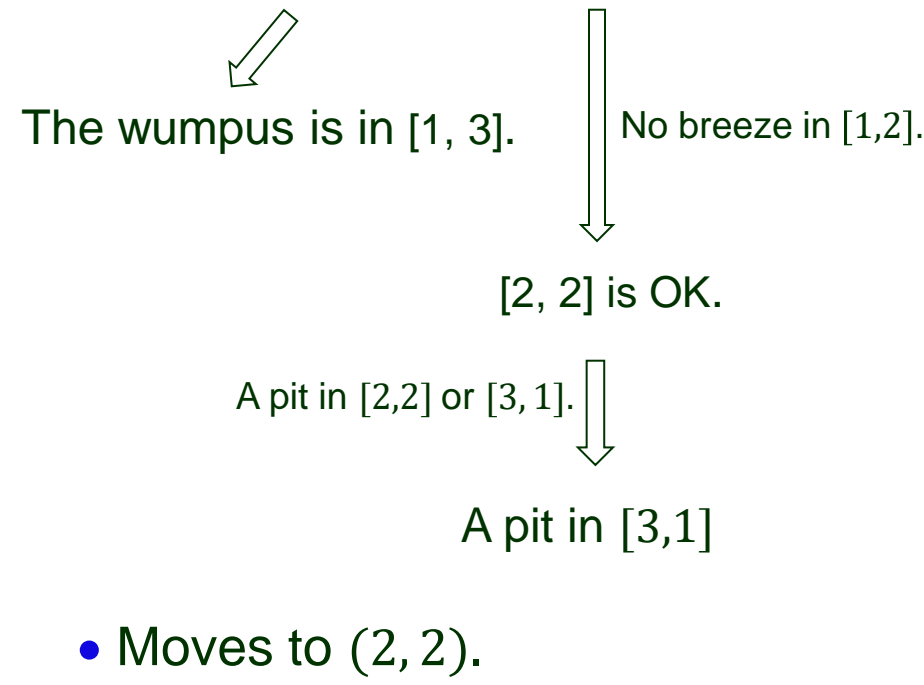 The wumpus is in [1, 3].
No breeze in [1,2].
[2, 2] is OK.
A pit in [2,2] or [3, 1].
A pit in [3,1]
• Moves to (2, 2).